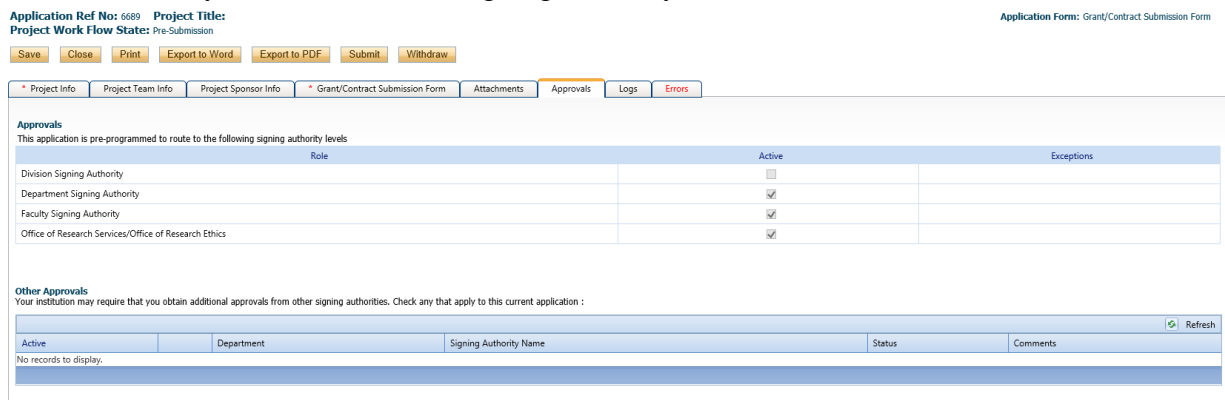 Application Ref No: 6689 Project Title: Application Form: Grant/Contract Submission Form
Project Work Flow State: Pre-Submission
Save Close Print Export to Word Export to PDF Submit Withdraw
* Project Info Project Team Info Project Sponsor Info * Grant/Contract Submission Form Attachments Approvals Logs Errors
Approvals
This application is pre-programmed to route to the following signing authority levels
Role Active Exceptions
Division Signing Authority
Department Signing Authority
Faculty Signing Authority
Office of Research Services/Office of Research Ethics
Other Approvals
Your institution may require that you obtain additional approvals from other signing authorities. Check any that apply to this current application :
Refresh
Active Department Signing Authority Name Status Comments
No records to display.